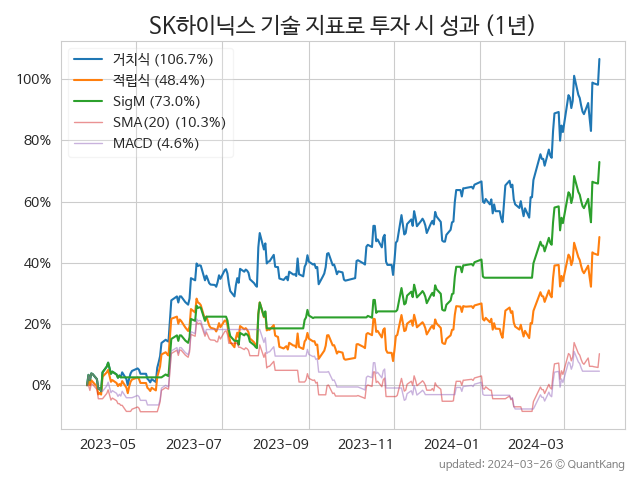 SK하이닉스 기술 지표로 투자 시 성과 (1년)
거치식 (106.7%)
적립식 (48.4%)
SigM (73.0%)
SMA(20) (10.3%)
MACD (4.6%)
100%
80%
60%
40%
20%
0%
2023-05 2023-07 2023-09 2023-11 2024-01 2024-03
updated: 2024-03-26 © QuantKang